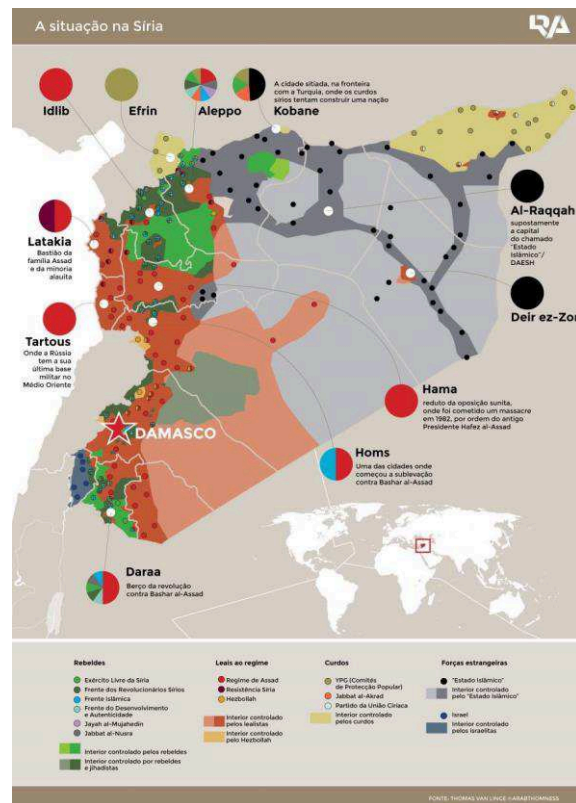 A situação na Síria
Idlib
Efrin
Aleppo
A cidade sitiada, na fronteira
com a Turquia, onde os curdos
sírios tentam construir uma nação
Kobane
Al-Raqqah
supostamente
a capital
do chamado
"Estado
Islâmico"/
DAESH
Latakia
Bastião da
família Assad
e da minoria
alauíta
Deir ez-Zor
Tartous
Onde a Rússia
tem a sua
última base
militar no
Médio Oriente
Hama
reduto da oposição sunita,
onde foi cometido um massacre
em 1982, por ordem do antigo
Presidente Hafez al-Assad
DAMASCO
Homs
Uma das cidades onde
começou a sublevação
contra Bashar al-Assad
Daraa
Berço da revolução
contra Bashar al-Assad
Rebeldes
Exército Livre da Síria
Frente dos Revolucionários Sírios
Frente Islâmica
Frente do Desenvolvimento
e Autenticidade
Jayah al-Mujahedin
Jabbat al-Nusra
Interior controlado pelos rebeldes
Interior controlado por rebeldes
e jihadistas
Leais ao regime
Regime de Assad
Resistência Síria
Hezbollah
Interior controlado
pelos lealistas
Interior controlado
pelo Hezbollah
Curdos
YPG (Comités
de Protecção Popular)
Jabbat al-Akrad
Partido da União Ciríaca
Interior controlado
pelos curdos
Forças estrangeiras
"Estado Islâmico"
Interior controlado
pelo "Estado Islâmico"
Israel
Interior controlado
pelos israelitas
FONTE: THOMAS VAN LINGE @ARABTHOMNESS